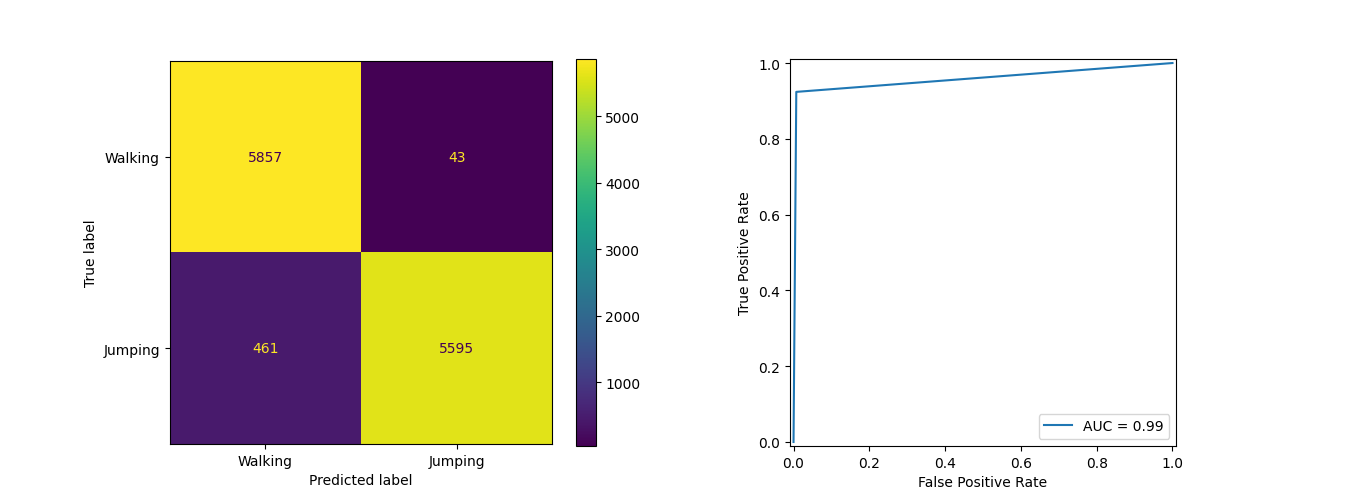 Walking
Jumping
True label
5857
43
461
5595
Walking
Jumping
Predicted label
5000
4000
3000
2000
1000
True Positive Rate
1.0
0.8
0.6
0.4
0.2
0.0
0.0
0.2
0.4
0.6
0.8
1.0
False Positive Rate
AUC = 0.99